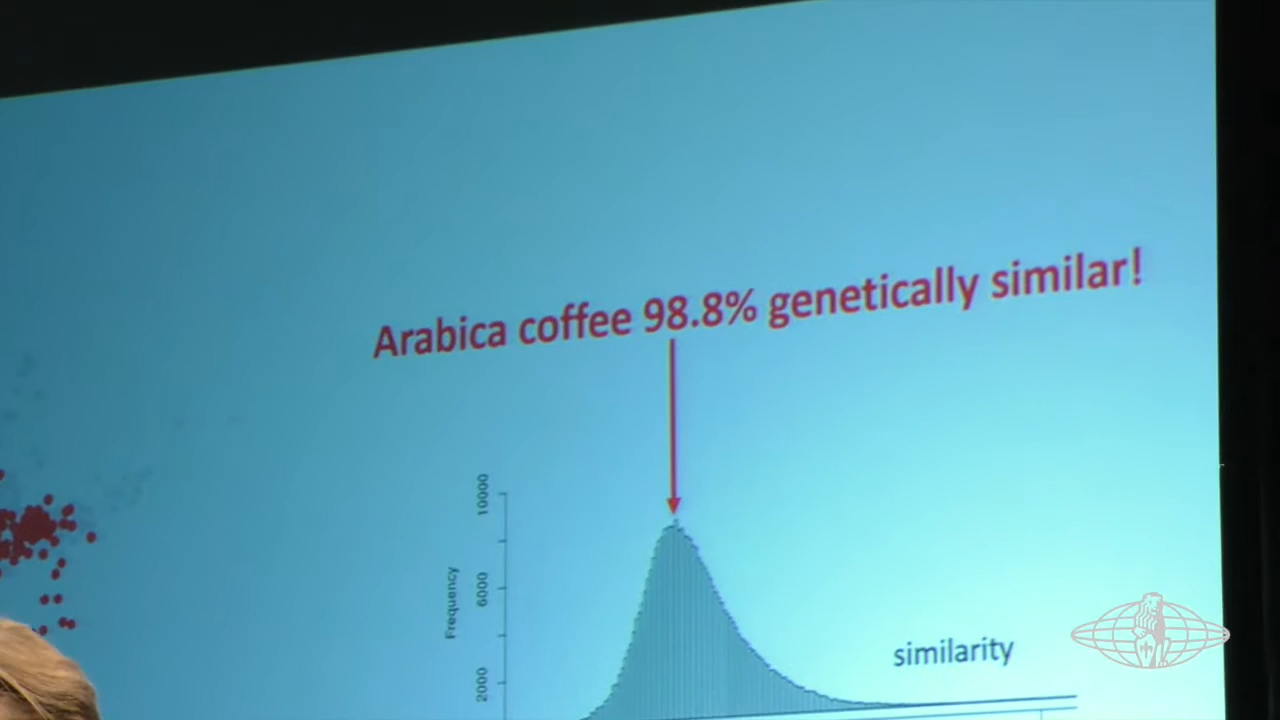 Arabica coffee 98.8% genetically similar!
10000
6000
Frequency
similarity
2000